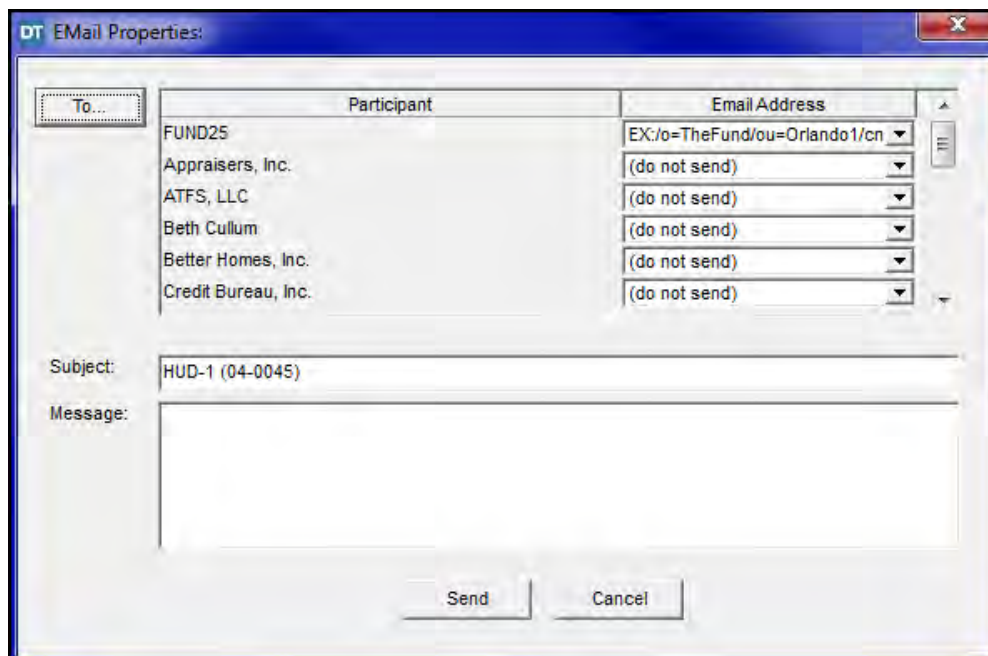 DT EMail Properties:
To... Participant Email Address
FUND25 EX:/o=TheFund/ou=Orlando1/cn
Appraisers, Inc. (do not send)
ATFS, LLC (do not send)
Beth Cullum (do not send)
Better Homes, Inc. (do not send)
Credit Bureau, Inc. (do not send)
Subject: HUD-1 (04-0045)
Message:
Send Cancel